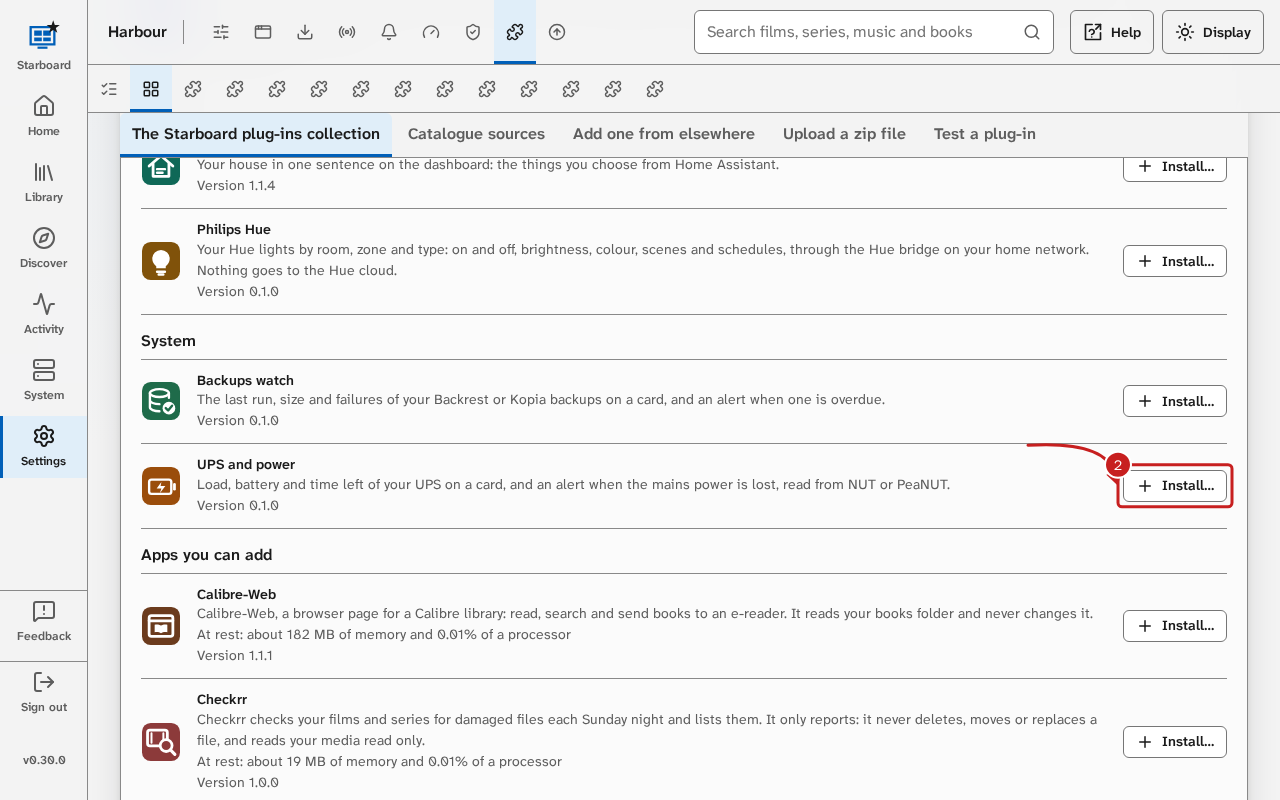 Starboard
Home
Library
Discover
Activity
System
Settings
Feedback
Sign out
v0.30.0
Harbour
Search films, series, music and books
Help
Display
The Starboard plug-ins collection
Catalogue sources
Add one from elsewhere
Upload a zip file
Test a plug-in
Your house in one sentence on the dashboard: the things you choose from Home Assistant.
Version 1.1.4
Install...
Philips Hue
Your Hue lights by room, zone and type: on and off, brightness, colour, scenes and schedules, through the Hue bridge on your home network.
Nothing goes to the Hue cloud.
Version 0.1.0
Install...
System
Backups watch
The last run, size and failures of your Backrest or Kopia backups on a card, and an alert when one is overdue.
Version 0.1.0
Install...
UPS and power
Load, battery and time left of your UPS on a card, and an alert when the mains power is lost, read from NUT or PeaNUT.
Version 0.1.0
2
Install...
Apps you can add
Calibre-Web
Calibre-Web, a browser page for a Calibre library: read, search and send books to an e-reader. It reads your books folder and never changes it.
At rest: about 182 MB of memory and 0.01% of a processor
Version 1.1.1
Install...
Checkrr
Checkrr checks your films and series for damaged files each Sunday night and lists them. It only reports: it never deletes, moves or replaces a
file, and reads your media read only.
At rest: about 19 MB of memory and 0.01% of a processor
Version 1.0.0
Install...